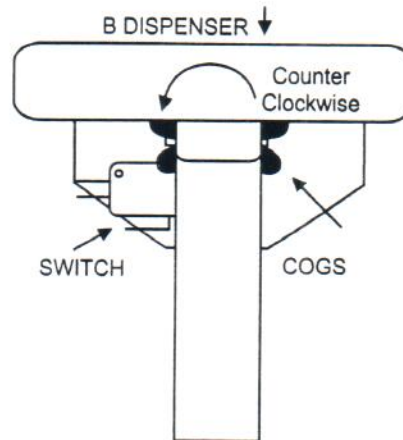 B DISPENSER
Counter
Clockwise
SWITCH
COGS